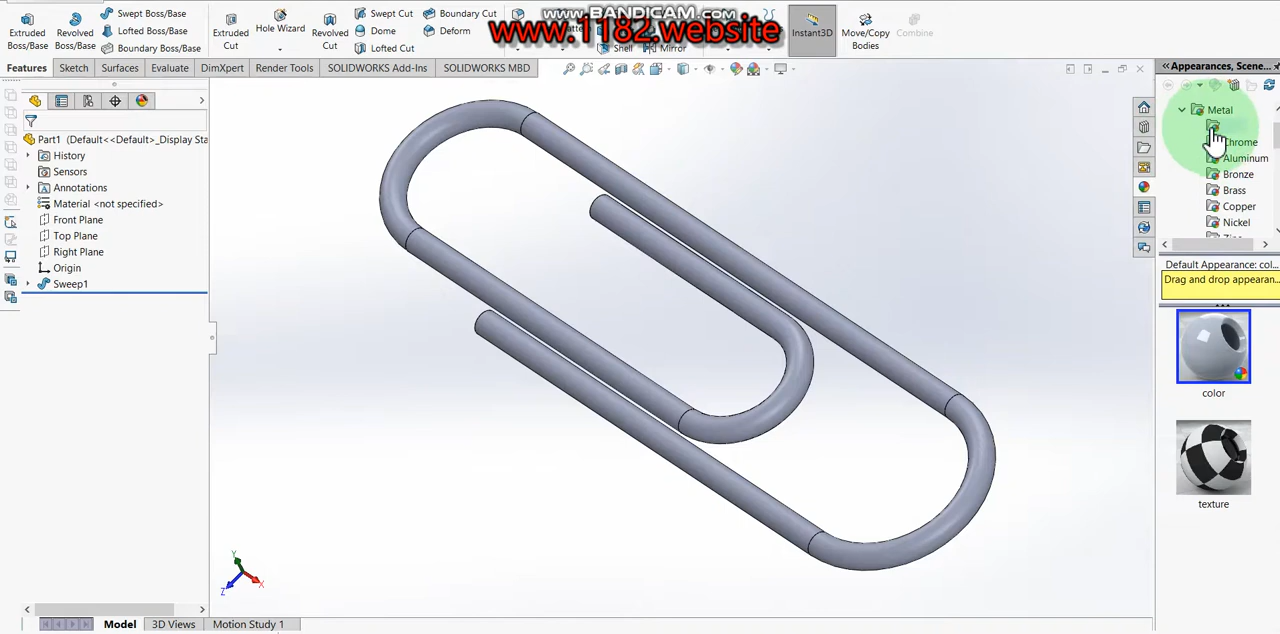 www.BANDICAM.com
www.1182.website
Extruded Boss/Base
Revolved Boss/Base
Swept Boss/Base
Lofted Boss/Base
Boundary Boss/Base
Extruded Cut
Hole Wizard
Revolved Cut
Swept Cut
Lofted Cut
Boundary Cut
Dome
Deform
Shell
Mirror
Instant3D
Move/Copy Bodies
Combine
Features
Sketch
Surfaces
Evaluate
DimXpert
Render Tools
SOLIDWORKS Add-Ins
SOLIDWORKS MBD
Part1 (Default<<Default>_Display Sta
History
Sensors
Annotations
Material <not specified>
Front Plane
Top Plane
Right Plane
Origin
Sweep1
Y
X
Z
Model
3D Views
Motion Study 1
Appearances, Scene...
Metal
Chrome
Aluminum
Bronze
Brass
Copper
Nickel
Default Appearance: col...
Drag and drop appearan...
color
texture